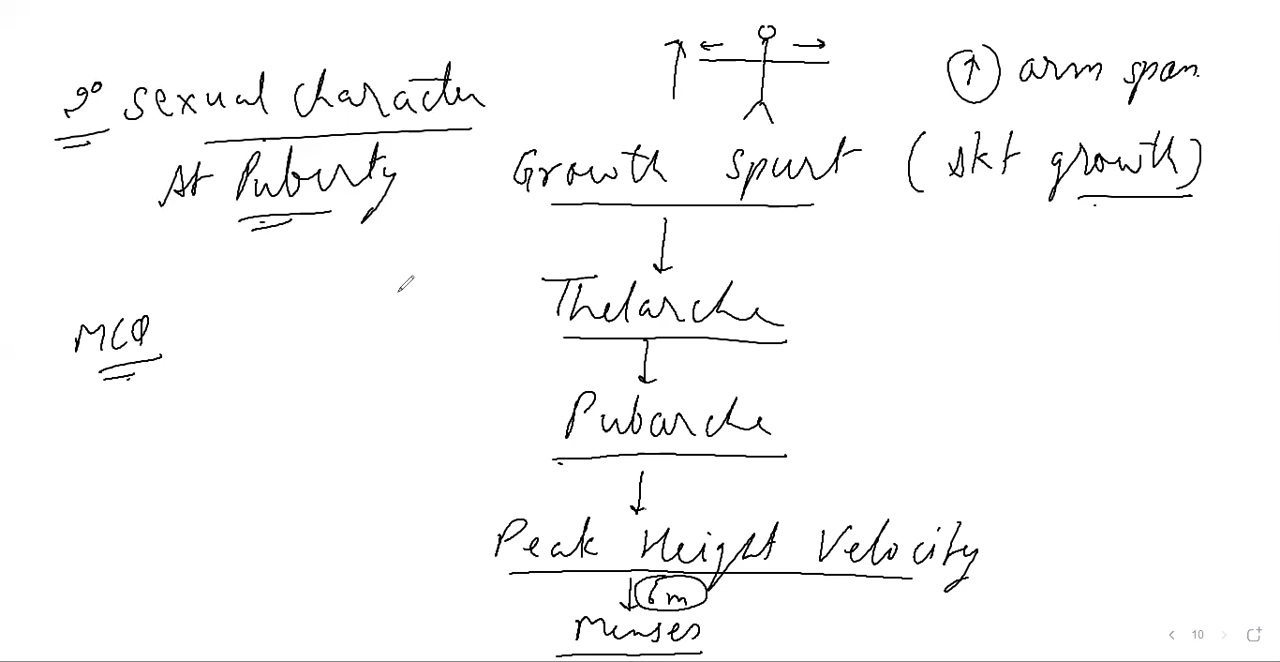 2° sexual character
At Puberty
MCQ
↑ arm span
Growth Spurt (skt growth)
Thelarche
Pubarche
Peak Height Velocity
6m
Menses
10